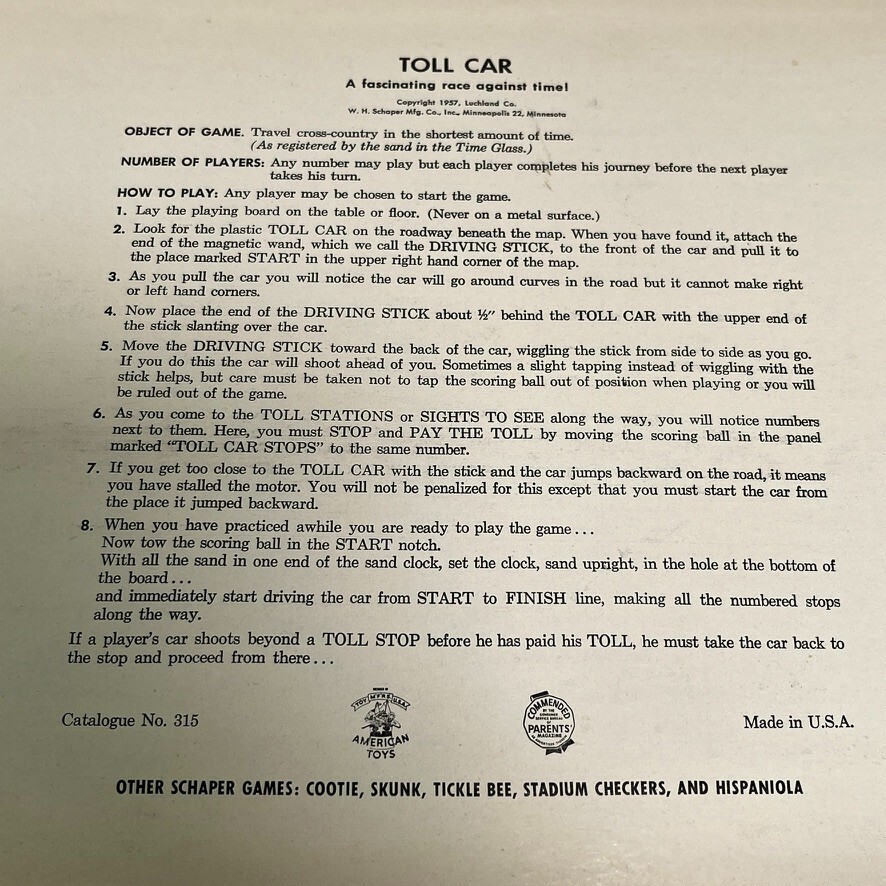 TOLL CAR
A fascinating race against time!
Copyright 1957, Luchland Co.
W. H. Schaper Mfg. Co., Inc., Minneapolis 22, Minnesota
OBJECT OF GAME. Travel cross-country in the shortest amount of time.
(As registered by the sand in the Time Glass.)
NUMBER OF PLAYERS: Any number may play but each player completes his journey before the next player
takes his turn.
HOW TO PLAY: Any player may be chosen to start the game.
1. Lay the playing board on the table or floor. (Never on a metal surface.)
2. Look for the plastic TOLL CAR on the roadway beneath the map. When you have found it, attach the
end of the magnetic wand, which we call the DRIVING STICK, to the front of the car and pull it to
the place marked START in the upper right hand corner of the map.
3. As you pull the car you will notice the car will go around curves in the road but it cannot make right
or left hand corners.
4. Now place the end of the DRIVING STICK about ½" behind the TOLL CAR with the upper end of
the stick slanting over the car.
5. Move the DRIVING STICK toward the back of the car, wiggling the stick from side to side as you go.
If you do this the car will shoot ahead of you. Sometimes a slight tapping instead of wiggling with the
stick helps, but care must be taken not to tap the scoring ball out of position when playing or you will
be ruled out of the game.
6. As you come to the TOLL STATIONS or SIGHTS TO SEE along the way, you will notice numbers
next to them. Here, you must STOP and PAY THE TOLL by moving the scoring ball in the panel
marked "TOLL CAR STOPS" to the same number.
7. If you get too close to the TOLL CAR with the stick and the car jumps backward on the road, it means
you have stalled the motor. You will not be penalized for this except that you must start the car from
the place it jumped backward.
8. When you have practiced awhile you are ready to play the game...
Now tow the scoring ball in the START notch.
With all the sand in one end of the sand clock, set the clock, sand upright, in the hole at the bottom of
the board...
and immediately start driving the car from START to FINISH line, making all the numbered stops
along the way.
If a player's car shoots beyond a TOLL STOP before he has paid his TOLL, he must take the car back to
the stop and proceed from there...
Catalogue No. 315
MEMBER OF
TOY MFRS U.S.A.
AMERICAN
TOYS
COMMENDED
BY THE
CONSUMER
SERVICE BUREAU
OF
PARENTS'
MAGAZINE
Made in U.S.A.
OTHER SCHAPER GAMES: COOTIE, SKUNK, TICKLE BEE, STADIUM CHECKERS, AND HISPANIOLA